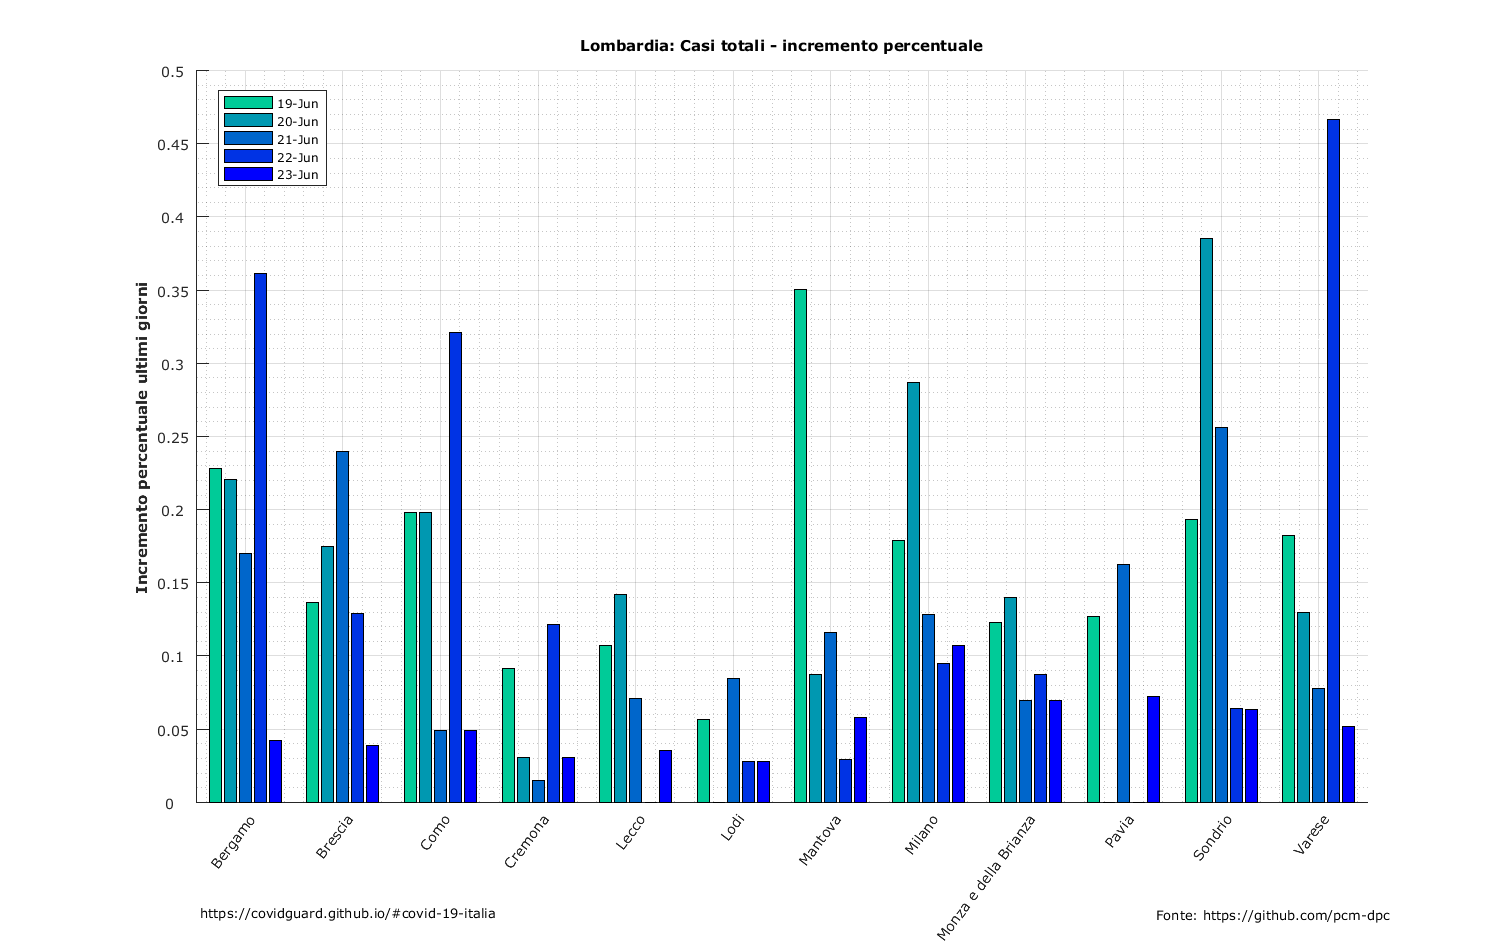 Lombardia: Casi totali - incremento percentuale
0.5
0.45
0.4
0.35
0.3
0.25
0.2
0.15
0.1
0.05
0
Incremento percentuale ultimi giorni
19-Jun
20-Jun
21-Jun
22-Jun
23-Jun
Bergamo
Brescia
Como
Cremona
Lecco
Lodi
Mantova
Milano
Monza e della Brianza
Pavia
Sondrio
Varese
https://covidguard.github.io/#covid-19-italia
Fonte: https://github.com/pcm-dpc